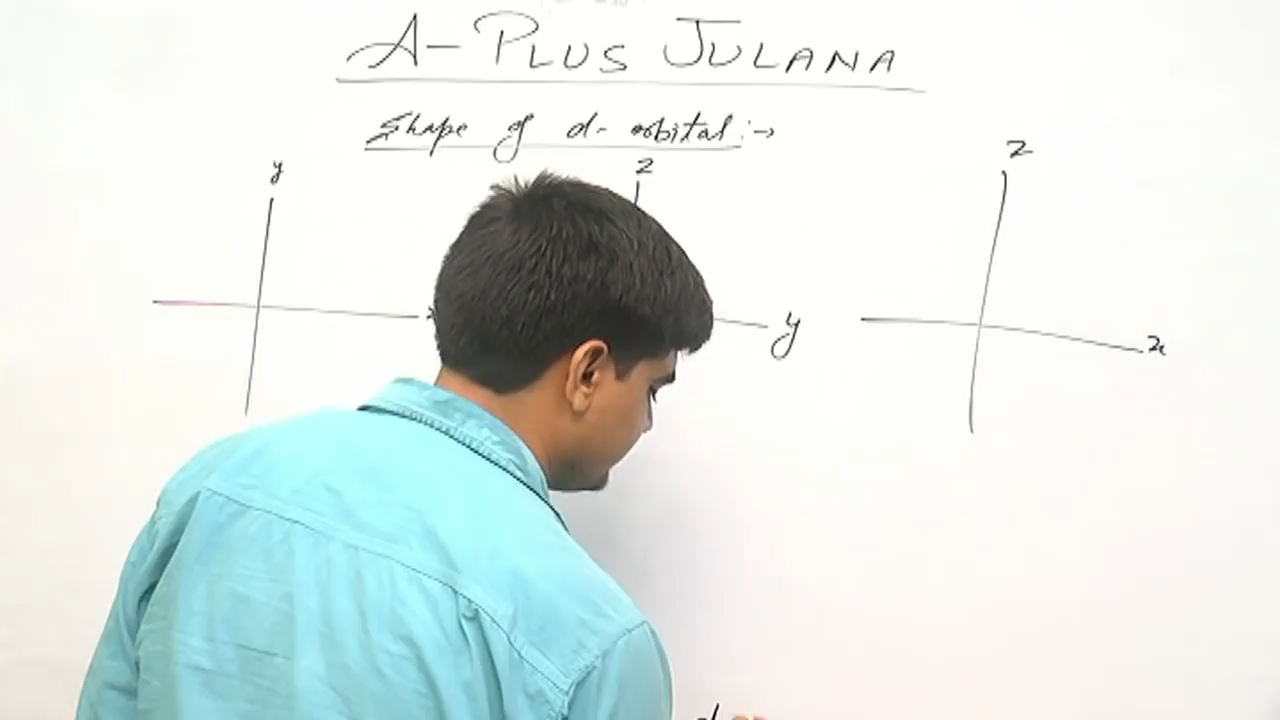 A- PLUS JULANA
Shape of d- orbital :→
y
z
z
y
x
d